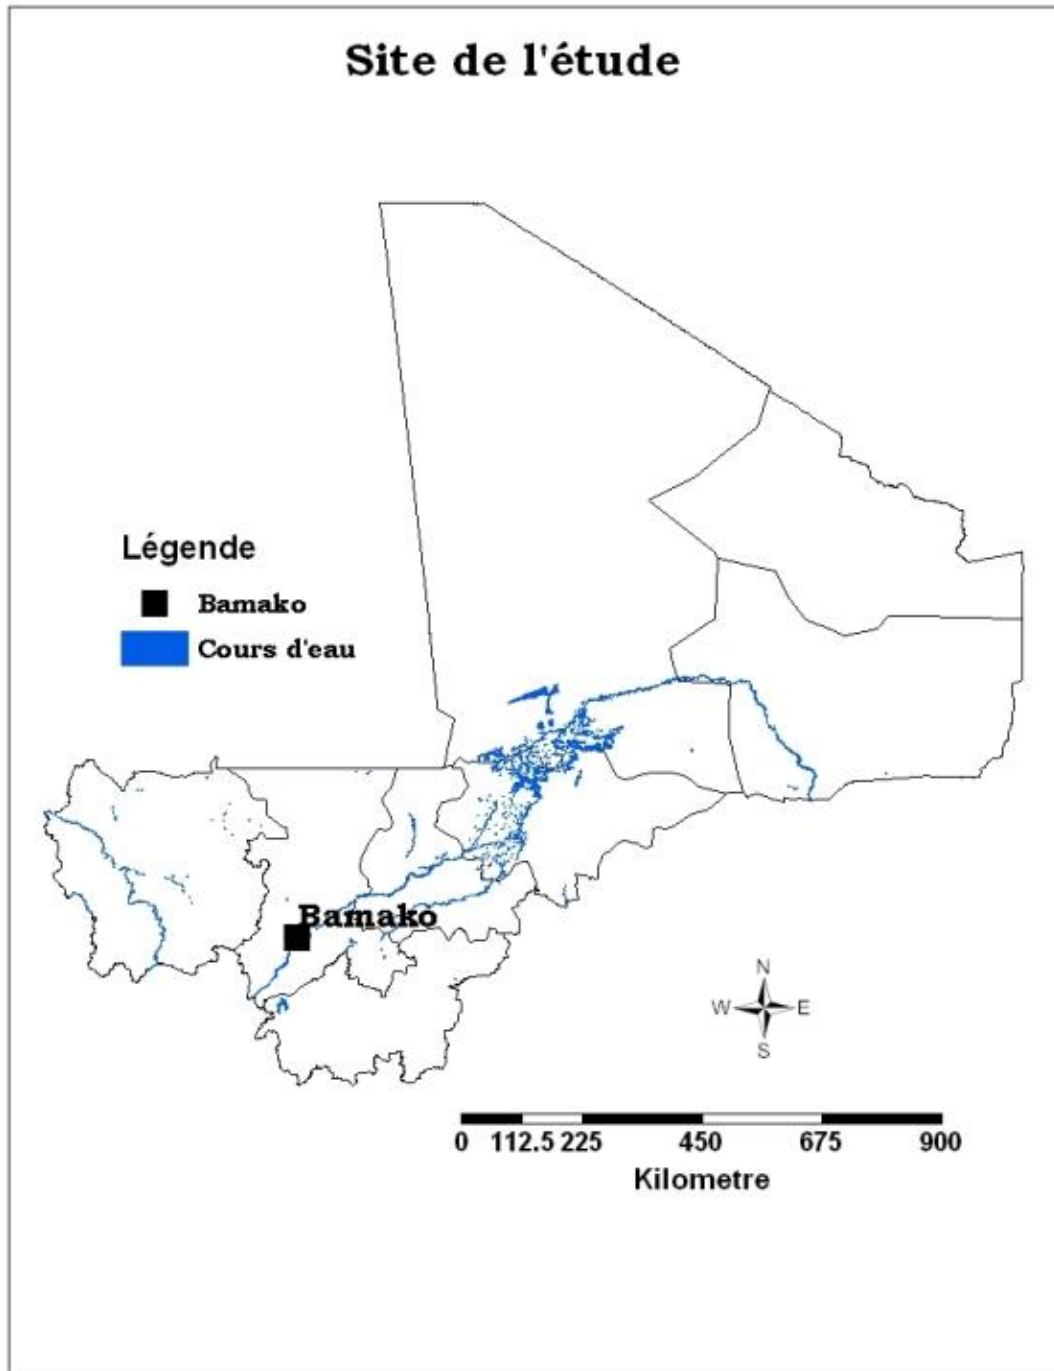 Site de l'étude
Légende
Bamako
Cours d'eau
Bamako
N
W E
S
0 112.5 225 450 675 900
Kilometre